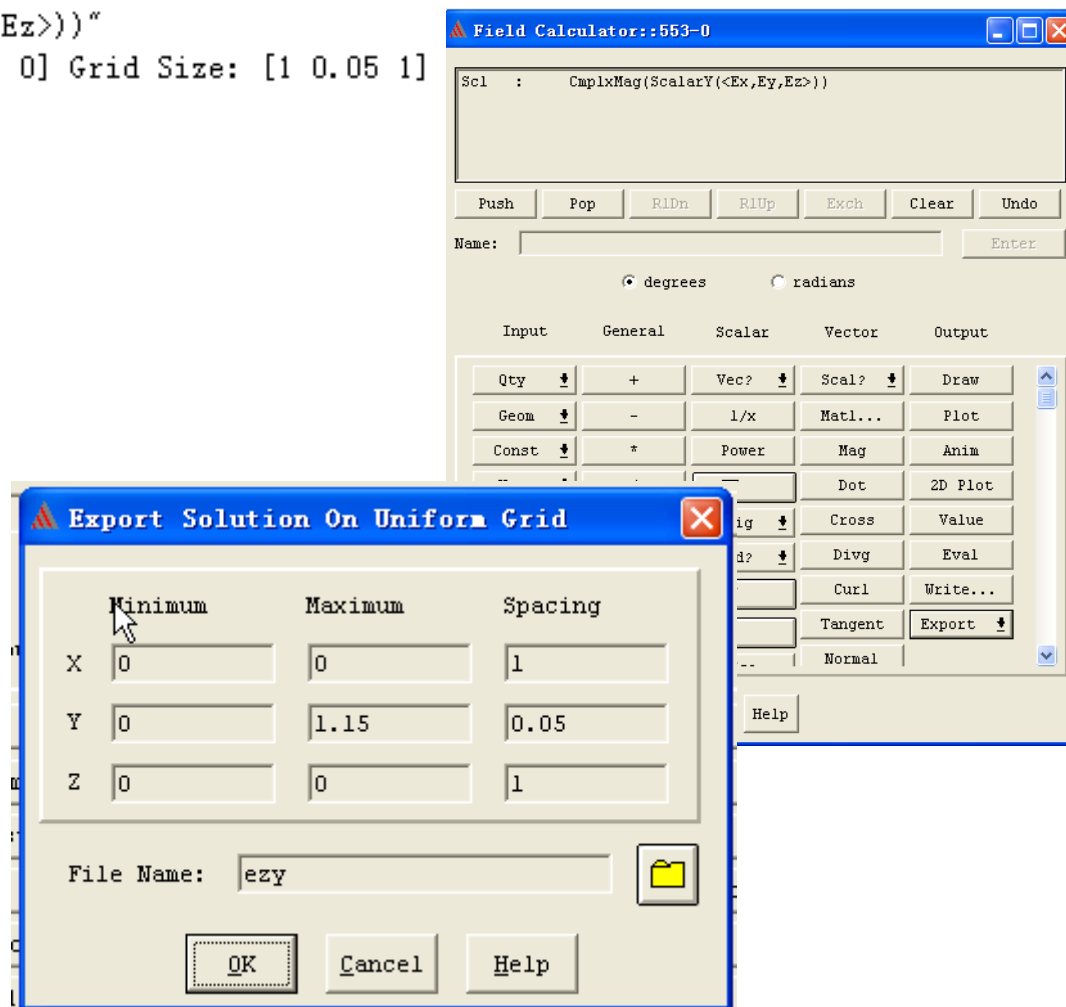 Ez>))"
0] Grid Size: [1 0.05 1]
Field Calculator::553-0
Scl : CmplxMag(ScalarY(<Ex,Ey,Ez>))
Push Pop RlDn RlUp Exch Clear Undo
Name: Enter
degrees radians
Input General Scalar Vector Output
Qty + Vec? Scal? Draw
Geom - 1/x Matl... Plot
Const * Power Mag Anim
Dot 2D Plot
Cross Value
Divg Eval
Curl Write...
Tangent Export
Normal
Help
Export Solution On Uniform Grid
Minimum Maximum Spacing
X 0 0 1
Y 0 1.15 0.05
Z 0 0 1
File Name: ezy
OK Cancel Help